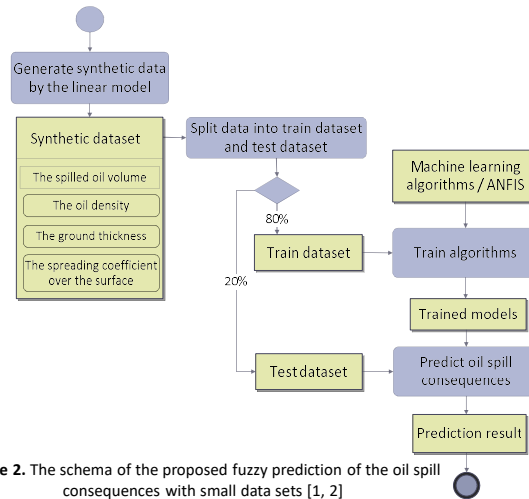 Generate synthetic data
by the linear model
Synthetic dataset
The spilled oil volume
The oil density
The ground thickness
The spreading coefficient
over the surface
Split data into train dataset
and test dataset
80%
20%
Train dataset
Test dataset
Machine learning
algorithms / ANFIS
Train algorithms
Trained models
Predict oil spill
consequences
Prediction result
e 2. The schema of the proposed fuzzy prediction of the oil spill
consequences with small data sets [1, 2]